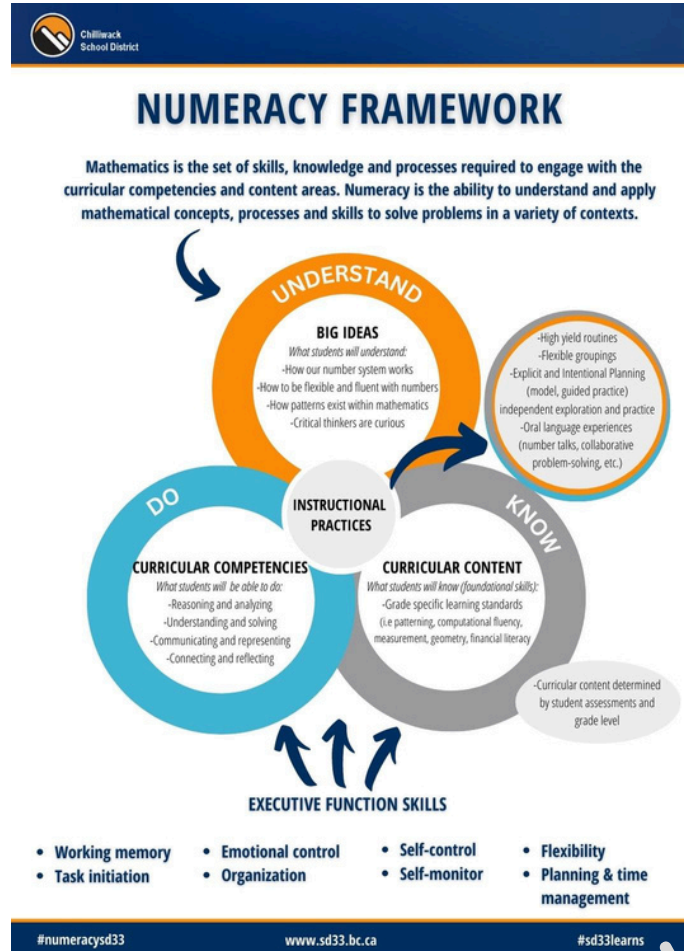 Chilliwack
School District
NUMERACY FRAMEWORK
Mathematics is the set of skills, knowledge and processes required to engage with the
curricular competencies and content areas. Numeracy is the ability to understand and apply
mathematical concepts, processes and skills to solve problems in a variety of contexts.
UNDERSTAND
BIG IDEAS
What students will understand:
-How our number system works
-How to be flexible and fluent with numbers
-How patterns exist within mathematics
-Critical thinkers are curious
-High yield routines
-Flexible groupings
-Explicit and Intentional Planning
(model, guided practice)
independent exploration and practice
-Oral language experiences
(number talks, collaborative
problem-solving, etc.)
INSTRUCTIONAL
PRACTICES
DO
CURRICULAR COMPETENCIES
What students will be able to do:
-Reasoning and analyzing
-Understanding and solving
-Communicating and representing
-Connecting and reflecting
KNOW
CURRICULAR CONTENT
What students will know (foundational skills):
-Grade specific learning standards
(i.e patterning, computational fluency,
measurement, geometry, financial literacy
-Curricular content determined
by student assessments and
grade level
EXECUTIVE FUNCTION SKILLS
• Working memory
• Task initiation
• Emotional control
• Organization
• Self-control
• Self-monitor
• Flexibility
• Planning & time
management
#numeracysd33
www.sd33.bc.ca
#sd33learns